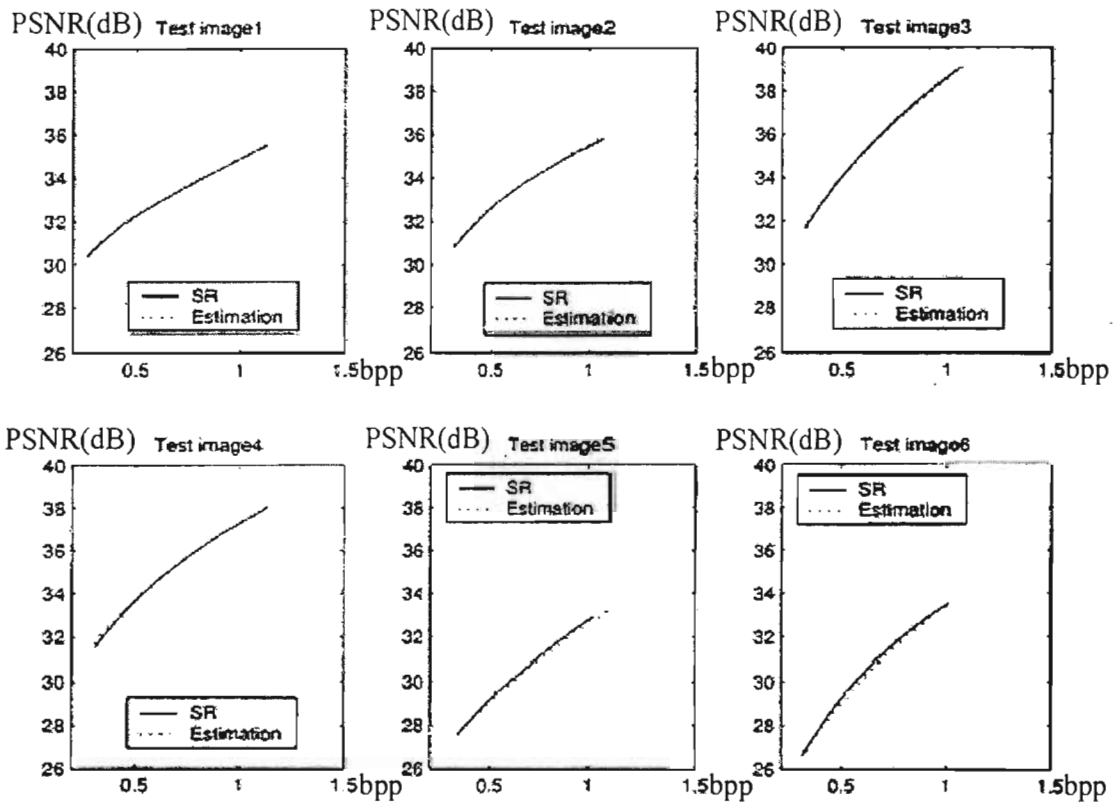 PSNR(dB) Test image1
40
38
36
34
32
30
28
26
0.5
1
1.5bpp
SR
Estimation
PSNR(dB) Test image2
40
38
36
34
32
30
28
26
0.5
1
1.5bpp
SR
Estimation
PSNR(dB) Test image3
40
38
36
34
32
30
28
26
0.5
1
1.5bpp
SR
Estimation
PSNR(dB) Test image4
40
38
36
34
32
30
28
26
0.5
1
1.5bpp
SR
Estimation
PSNR(dB) Test image5
40
38
36
34
32
30
28
26
0.5
1
1.5bpp
SR
Estimation
PSNR(dB) Test image6
40
38
36
34
32
30
28
26
0.5
1
1.5bpp
SR
Estimation